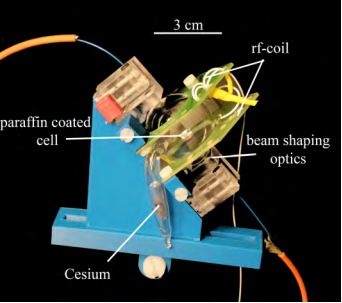 3 cm
rf-coil
paraffin coated
cell
beam shaping
optics
Cesium